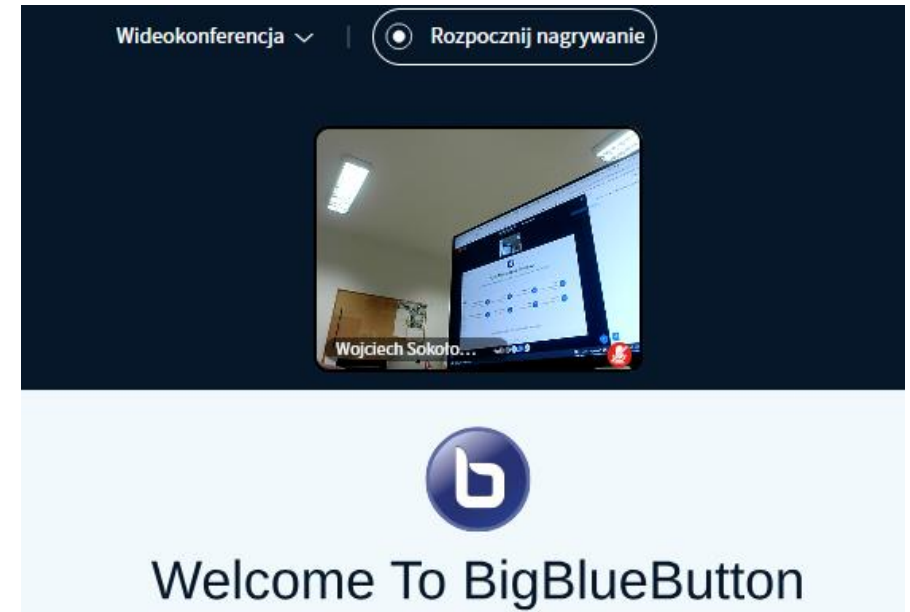 Wideokonferencja
Rozpocznij nagrywanie
Wojciech Sokoło...
Welcome To BigBlueButton